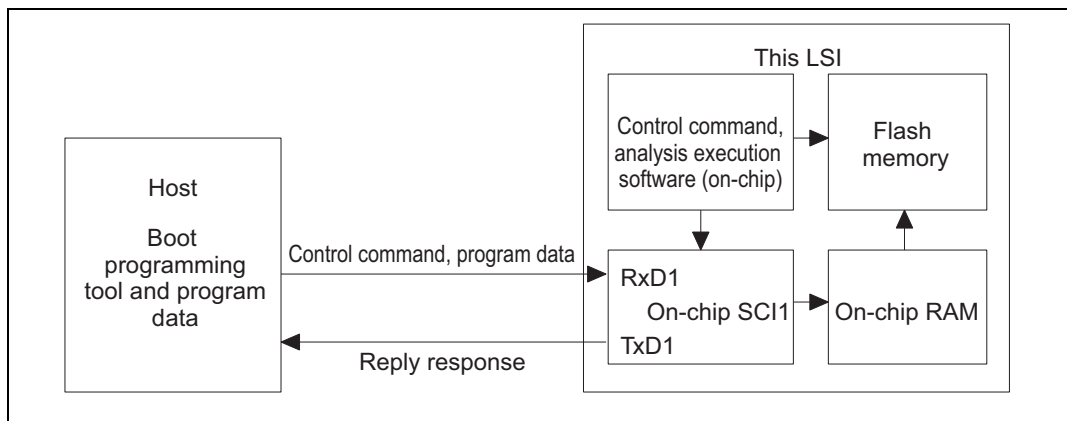 This LSI
Host
Boot
programming
tool and program
data
Control command, program data
Reply response
Control command,
analysis execution
software (on-chip)
Flash
memory
RxD1
On-chip SCI1
TxD1
On-chip RAM